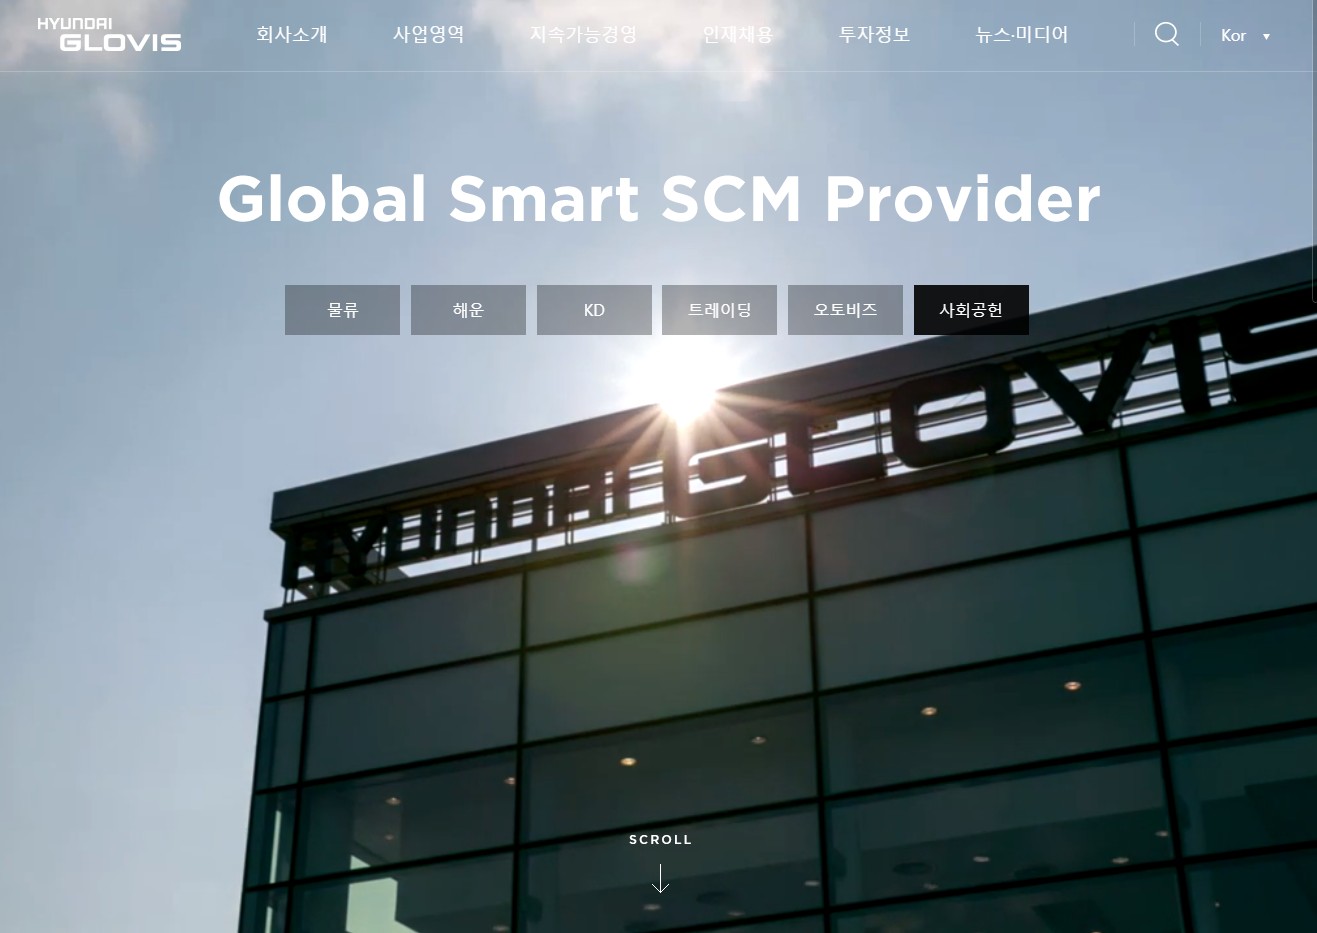 HYUNDAI
GLOVIS
회사소개 사업영역 지속가능경영 인재채용 투자정보 뉴스·미디어 Kor
Global Smart SCM Provider
물류 해운 KD 트레이딩 오토비즈 사회공헌
HYUNDAI GLOVIS
SCROLL